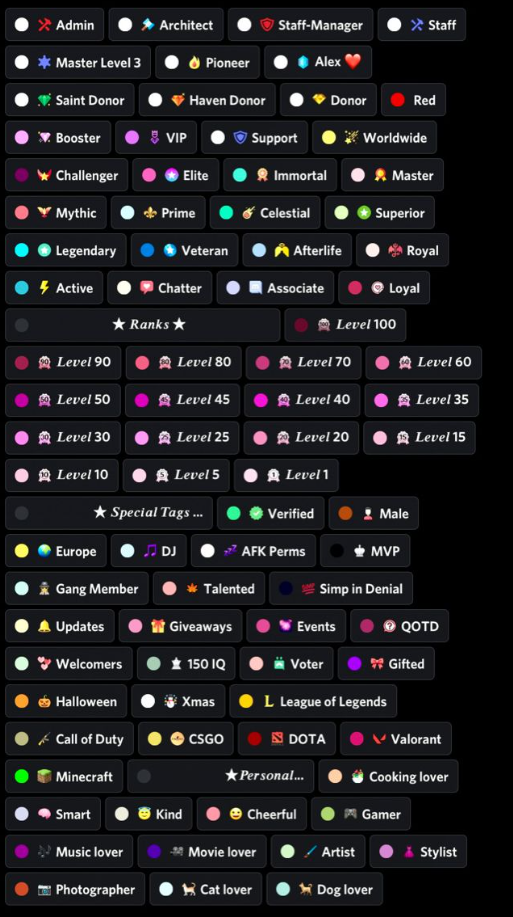 Admin Architect Staff-Manager Staff
Master Level 3 Pioneer Alex ❤️
Saint Donor Haven Donor Donor Red
Booster VIP Support Worldwide
Challenger Elite Immortal Master
Mythic Prime Celestial Superior
Legendary Veteran Afterlife Royal
Active Chatter Associate Loyal
★ Ranks ★ Level 100
Level 90 Level 80 Level 70 Level 60
Level 50 Level 45 Level 40 Level 35
Level 30 Level 25 Level 20 Level 15
Level 10 Level 5 Level 1
★ Special Tags ... Verified Male
Europe DJ AFK Perms MVP
Gang Member Talented Simp in Denial
Updates Giveaways Events QOTD
Welcomers 150 IQ Voter Gifted
Halloween Xmas L League of Legends
Call of Duty CSGO DOTA Valorant
Minecraft ★Personal... Cooking lover
Smart Kind Cheerful Gamer
Music lover Movie lover Artist Stylist
Photographer Cat lover Dog lover